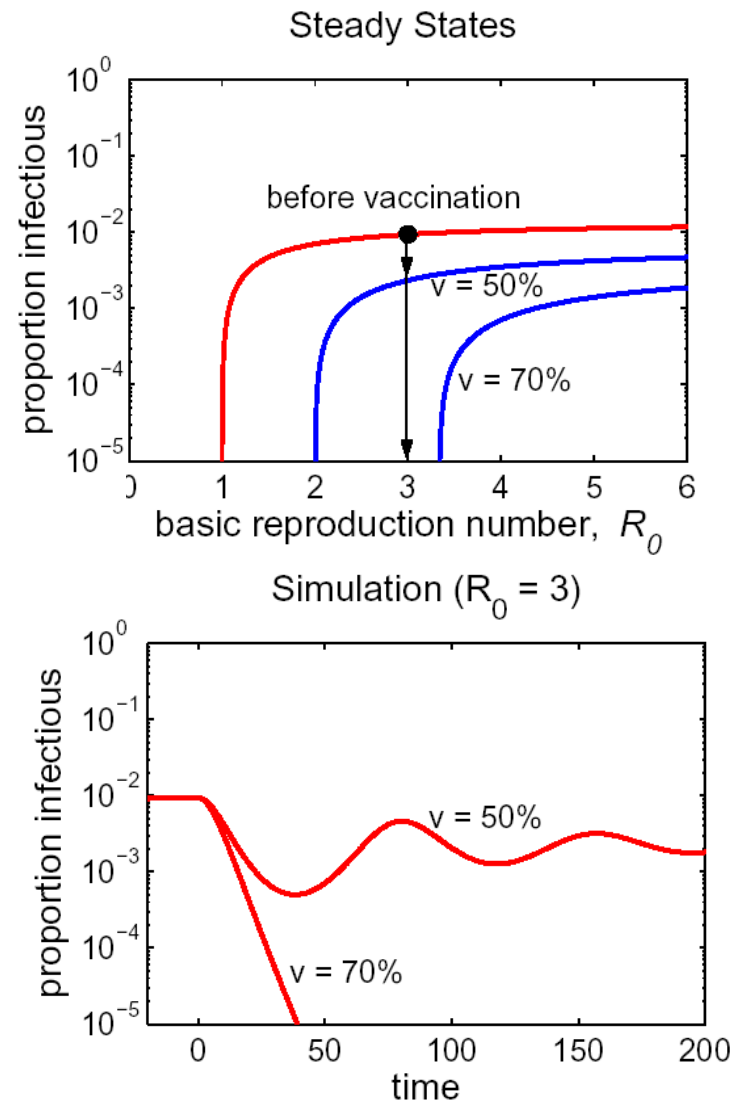 Steady States
proportion infectious
10^0
10^-1
10^-2
10^-3
10^-4
10^-5
before vaccination
v = 50%
v = 70%
0 1 2 3 4 5 6
basic reproduction number, R_0
Simulation (R_0 = 3)
proportion infectious
10^0
10^-1
10^-2
10^-3
10^-4
10^-5
v = 50%
v = 70%
0 50 100 150 200
time